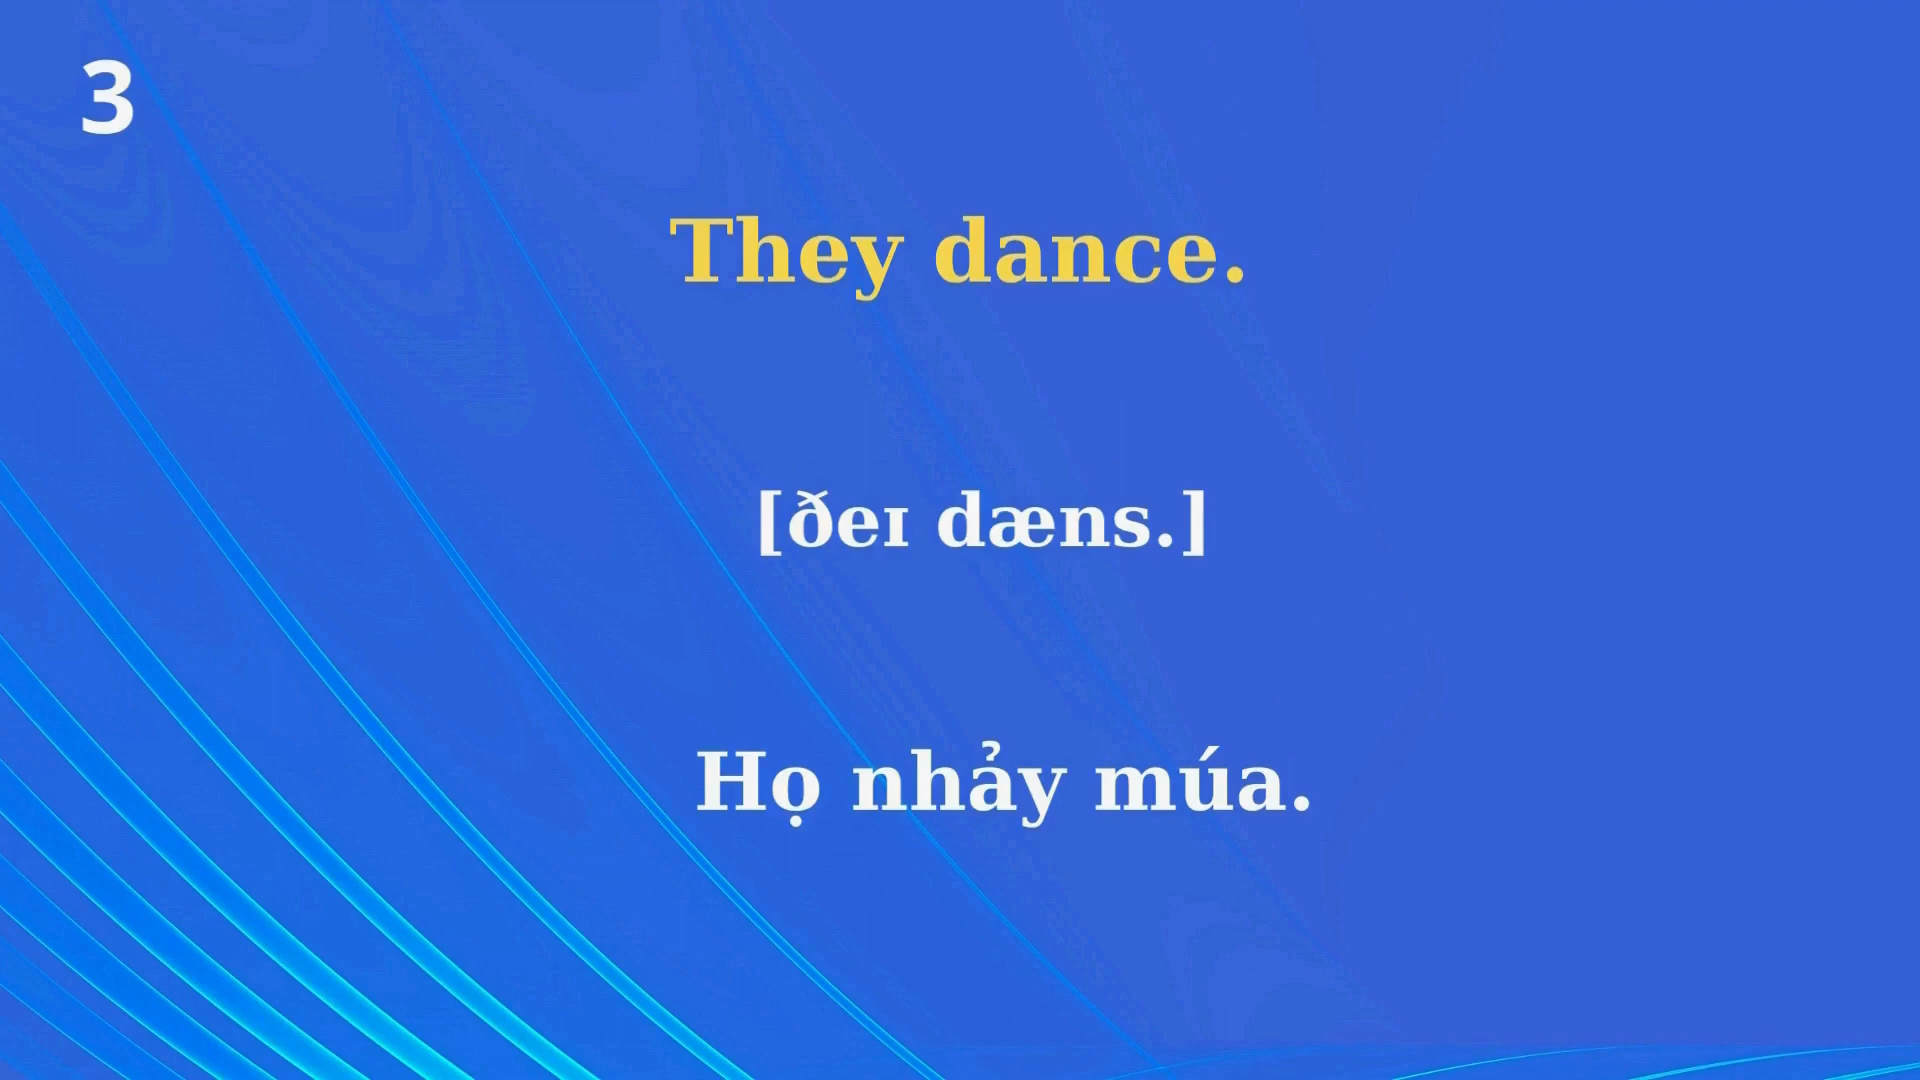 3
They dance.
[ðeɪ dæns.]
Họ nhảy múa.